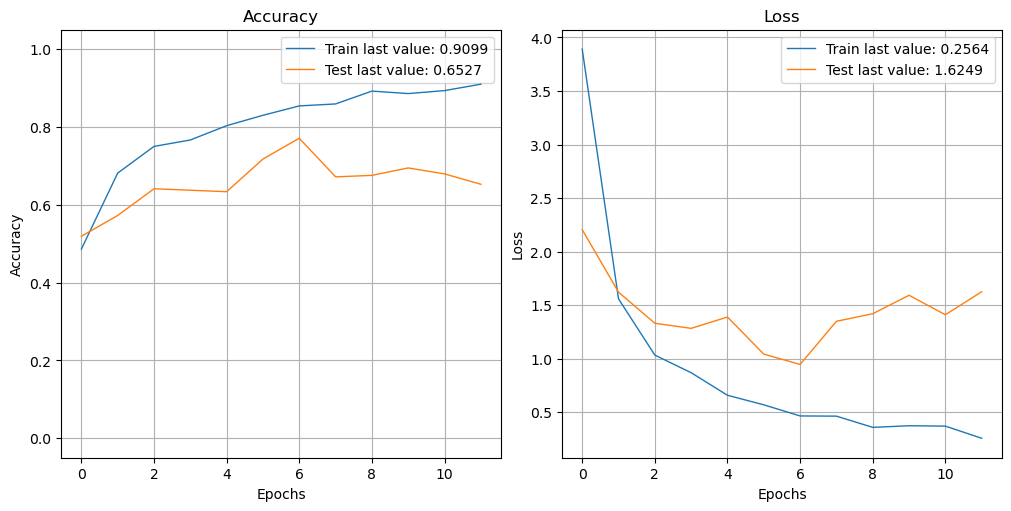 Accuracy
Train last value: 0.9099
Test last value: 0.6527
1.0
0.8
0.6
0.4
0.2
0.0
Accuracy
0 2 4 6 8 10
Epochs
Loss
Train last value: 0.2564
Test last value: 1.6249
4.0
3.5
3.0
2.5
2.0
1.5
1.0
0.5
Loss
0 2 4 6 8 10
Epochs